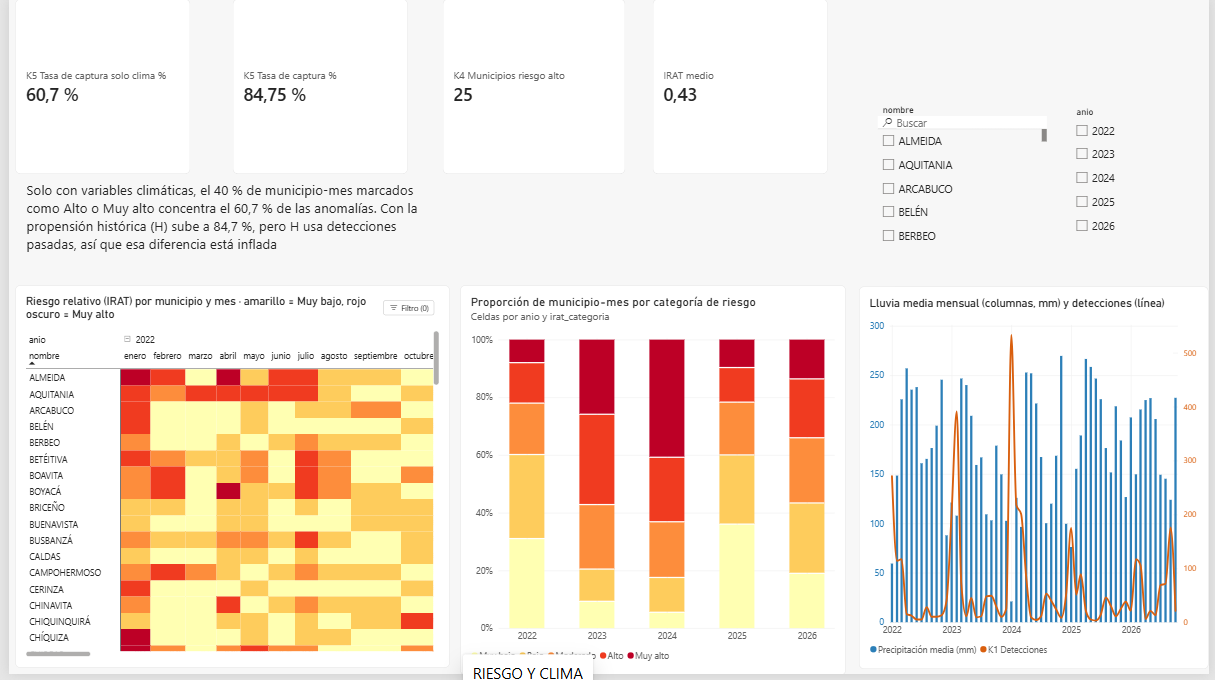 K5 Tasa de captura solo clima %
60,7 %
K5 Tasa de captura %
84,75 %
K4 Municipios riesgo alto
25
IRAT medio
0,43
nombre
Buscar
ALMEIDA
AQUITANIA
ARCABUCO
BELÉN
BERBEO
anio
2022
2023
2024
2025
2026
Solo con variables climáticas, el 40 % de municipio-mes marcados
como Alto o Muy alto concentra el 60,7 % de las anomalías. Con la
propensión histórica (H) sube a 84,7 %, pero H usa detecciones
pasadas, así que esa diferencia está inflada
Riesgo relativo (IRAT) por municipio y mes · amarillo = Muy bajo, rojo
oscuro = Muy alto
Filtro (0)
anio 2022
nombre enero febrero marzo abril mayo junio julio agosto septiembre octubre
ALMEIDA
AQUITANIA
ARCABUCO
BELÉN
BERBEO
BETÉITIVA
BOAVITA
BOYACÁ
BRICEÑO
BUENAVISTA
BUSBANZÁ
CALDAS
CAMPOHERMOSO
CERINZA
CHINAVITA
CHIQUINQUIRÁ
CHÍQUIZA
Proporción de municipio-mes por categoría de riesgo
Celdas por anio y irat_categoria
100%
80%
60%
40%
20%
0%
2022 2023 2024 2025 2026
Alto Muy alto
RIESGO Y CLIMA
Lluvia media mensual (columnas, mm) y detecciones (línea)
300
250
200
150
100
50
0
500
400
300
200
100
0
2022 2023 2024 2025 2026
Precipitación media (mm) K1 Detecciones